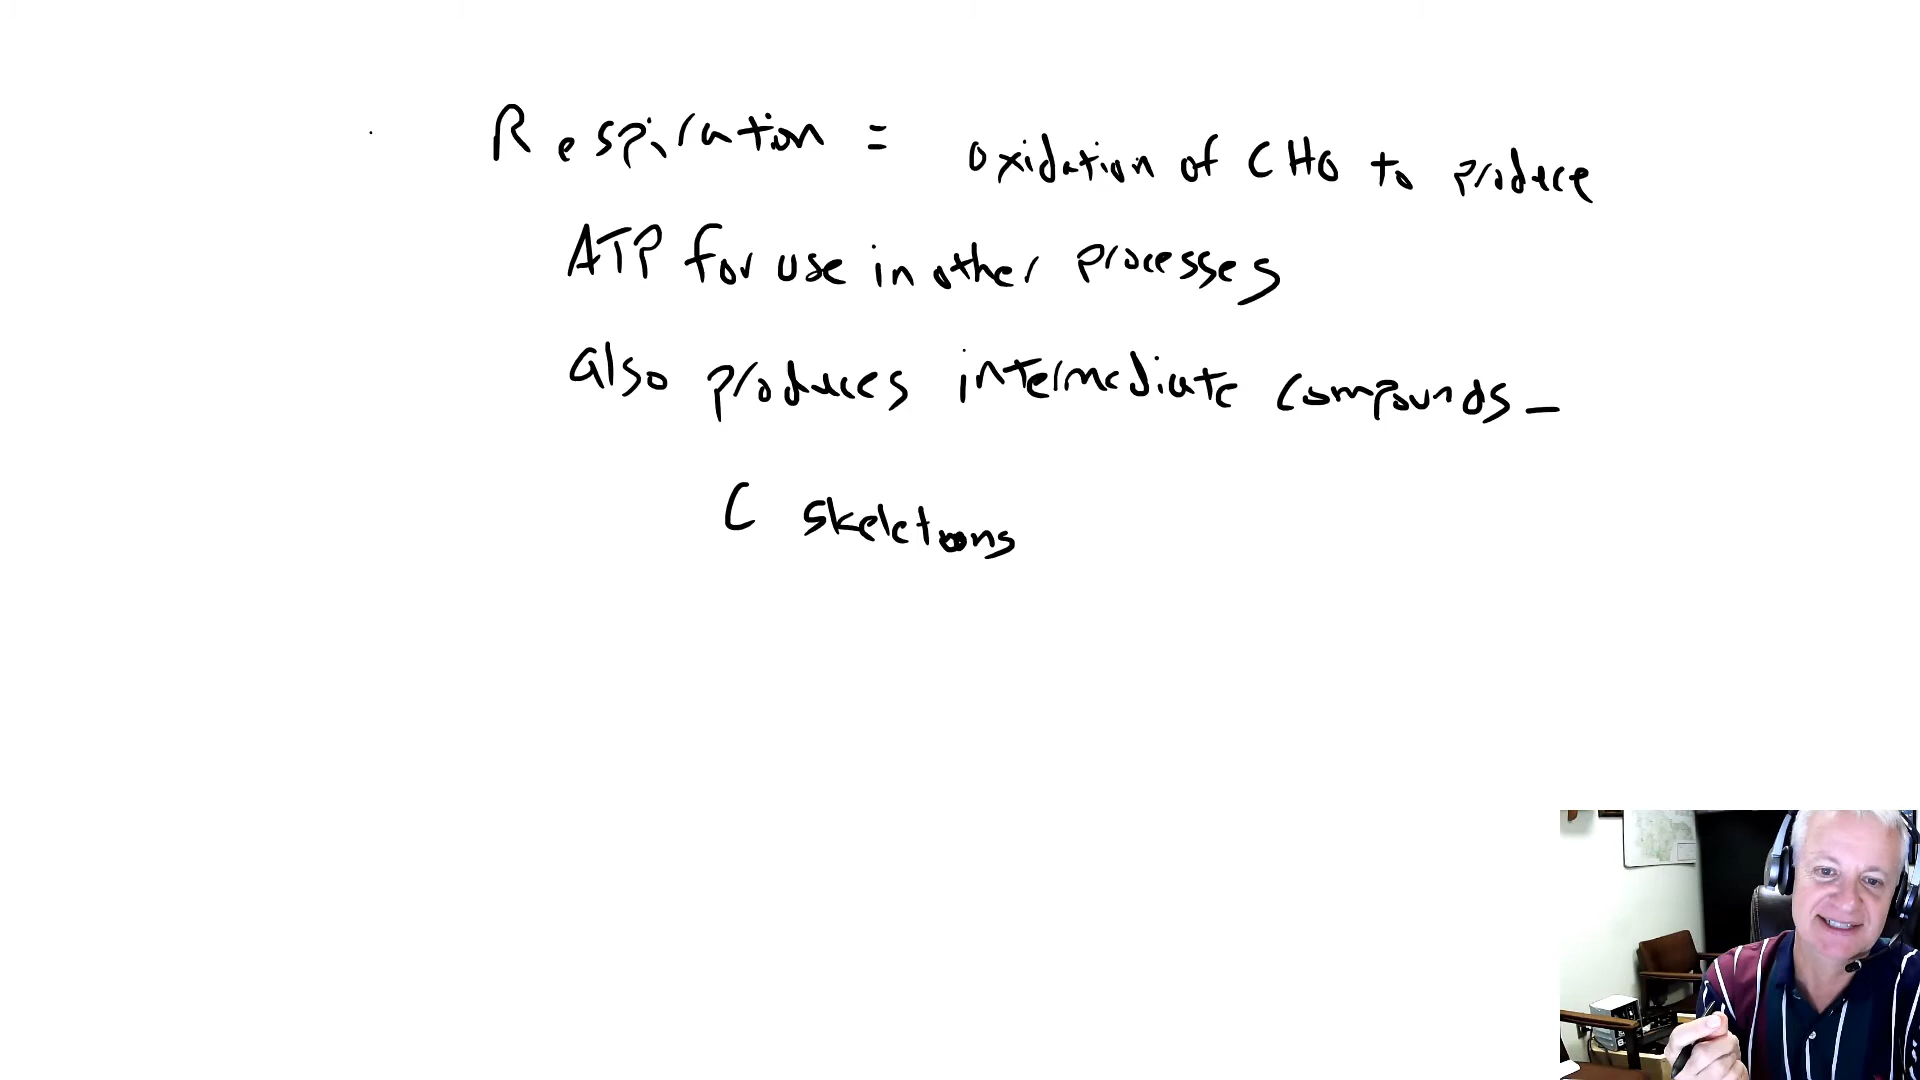 Respiration = oxidation of CHO to produce
ATP for use in other processes
also produces intermediate compounds -
C skeletons